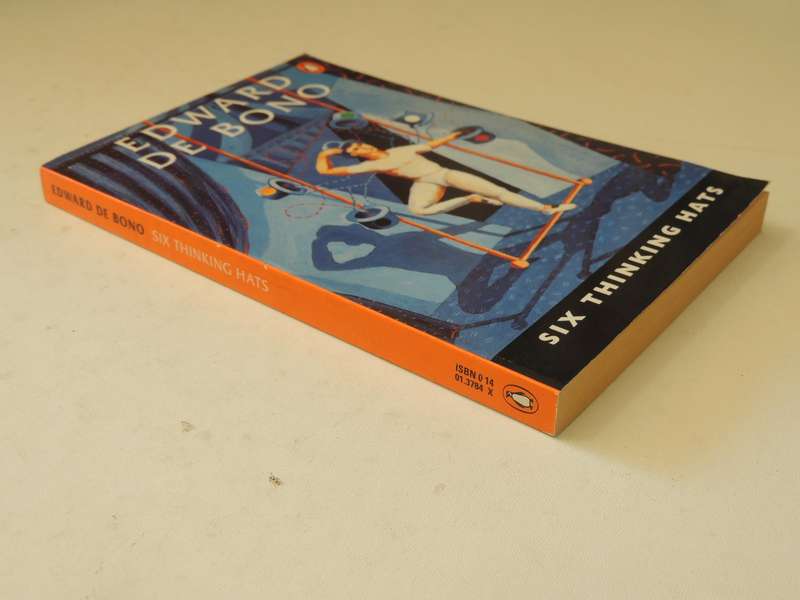 EDWARD
DE BONO
SIX THINKING HATS
EDWARD DE BONO SIX THINKING HATS
ISBN 0 14
01.3784 X